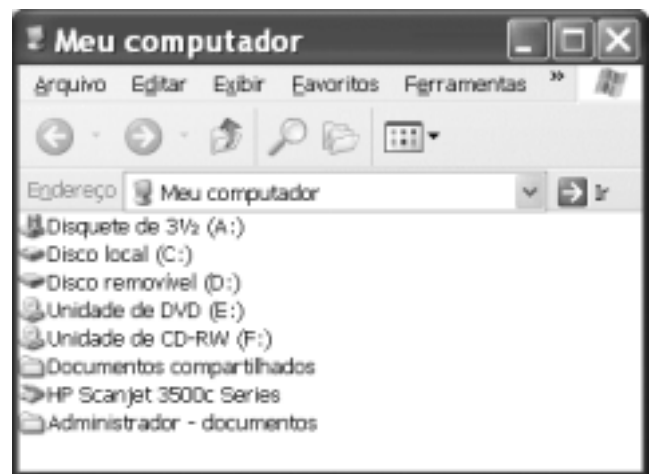 Meu computador
Arquivo Editar Exibir Favoritos Ferramentas »
Endereço Meu computador Ir
Disquete de 3½ (A:)
Disco local (C:)
Disco removível (D:)
Unidade de DVD (E:)
Unidade de CD-RW (F:)
Documentos compartilhados
HP Scanjet 3500c Series
Administrador - documentos